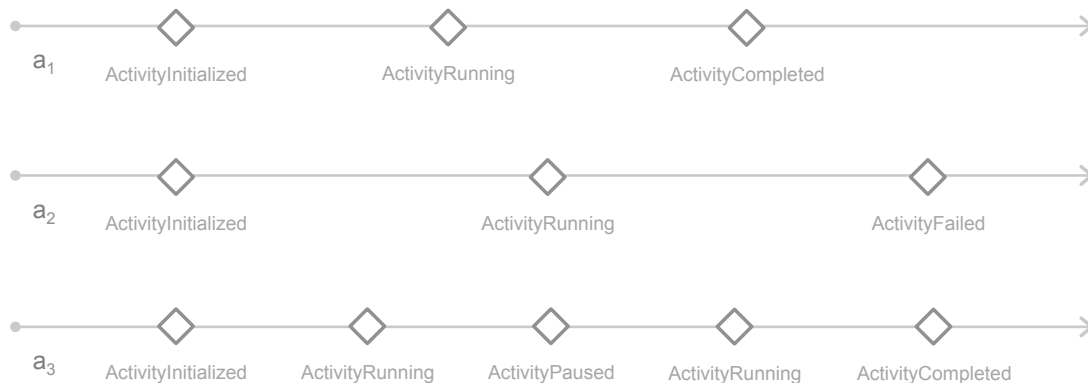 a1
ActivityInitialized ActivityRunning ActivityCompleted
a2
ActivityInitialized ActivityRunning ActivityFailed
a3
ActivityInitialized ActivityRunning ActivityPaused ActivityRunning ActivityCompleted